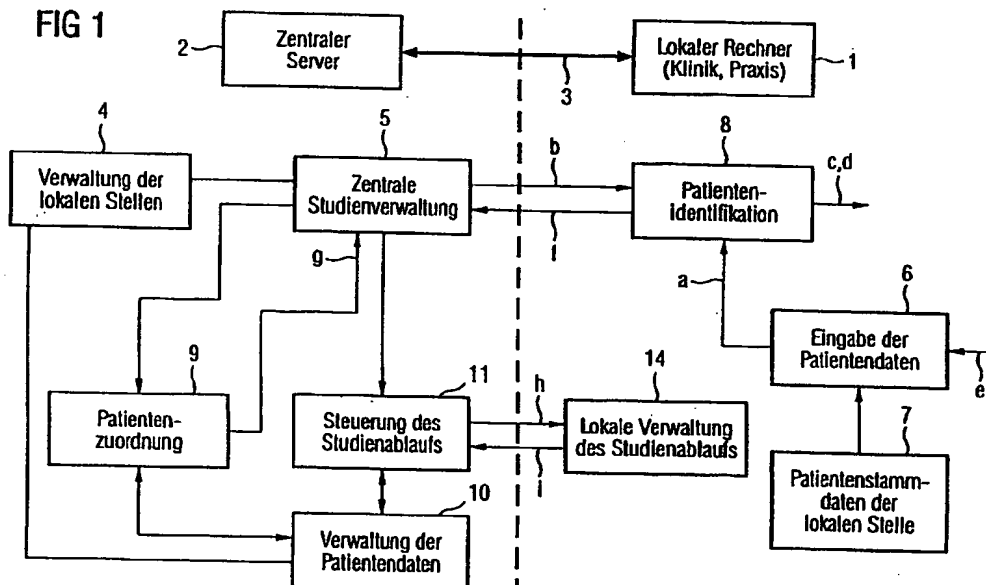 FIG 1
2
Zentraler
Server
3
Lokaler Rechner
(Klinik, Praxis)
1
4
Verwaltung der
lokalen Stellen
5
Zentrale
Studienverwaltung
b
f
8
Patienten-
identifikation
c,d
g
a
6
Eingabe der
Patientendaten
e
9
Patienten-
zuordnung
11
Steuerung des
Studienablaufs
h
i
14
Lokale Verwaltung
des Studienablaufs
7
Patientenstamm-
daten der
lokalen Stelle
10
Verwaltung der
Patientendaten